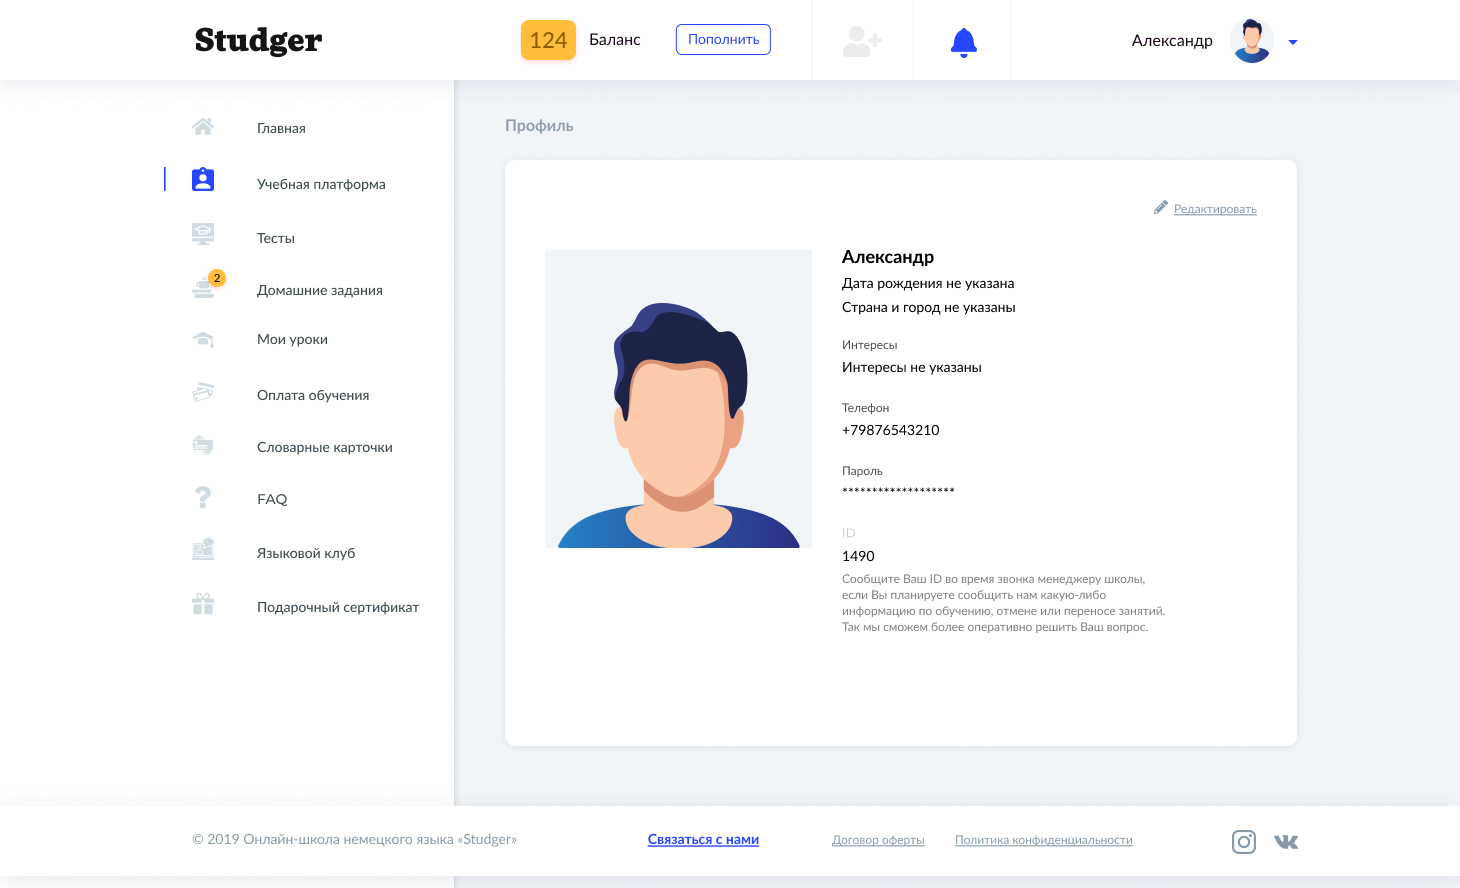 Studger
124 Баланс Пополнить
Александр
Главная
Учебная платформа
Тесты
2
Домашние задания
Мои уроки
Оплата обучения
Словарные карточки
FAQ
Языковой клуб
Подарочный сертификат
Профиль
Редактировать
Александр
Дата рождения не указана
Страна и город не указаны
Интересы
Интересы не указаны
Телефон
+79876543210
Пароль
*******************
ID
1490
Сообщите Ваш ID во время звонка менеджеру школы,
если Вы планируете сообщить нам какую-либо
информацию по обучению, отмене или переносе занятий.
Так мы сможем более оперативно решить Ваш вопрос.
© 2019 Онлайн-школа немецкого языка «Studger»
Связаться с нами
Договор оферты
Политика конфиденциальности